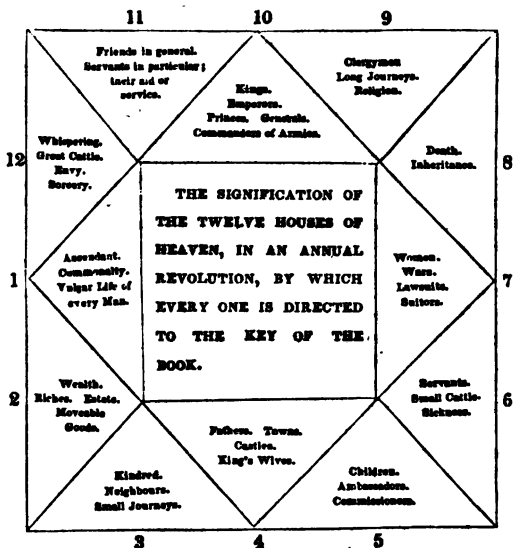 11
10
9
Friends in general.
Servants in particular;
their aid or
service.
Kings.
Emperors.
Princes. Generals.
Commanders of Armies.
Clergymen
Long Journeys.
Religion.
12
Whispering.
Great Cattle.
Envy.
Sorcery.
Death.
Inheritance.
8
THE SIGNIFICATION OF
THE TWELVE HOUSES OF
HEAVEN, IN AN ANNUAL
REVOLUTION, BY WHICH
EVERY ONE IS DIRECTED
TO THE KEY OF THE
BOOK.
1
Ascendant.
Commonalty.
Vulgar Life of
every Man.
Women.
Wars.
Lawsuits.
Suitors.
7
2
Wealth.
Riches. Estate.
Moveable
Goods.
Servants.
Small Cattle.
Sickness.
6
Fathers. Towns.
Castles.
King's Wives.
Kindred.
Neighbours.
Small Journeys.
Children.
Ambassadors.
Commissioners.
3
4
5